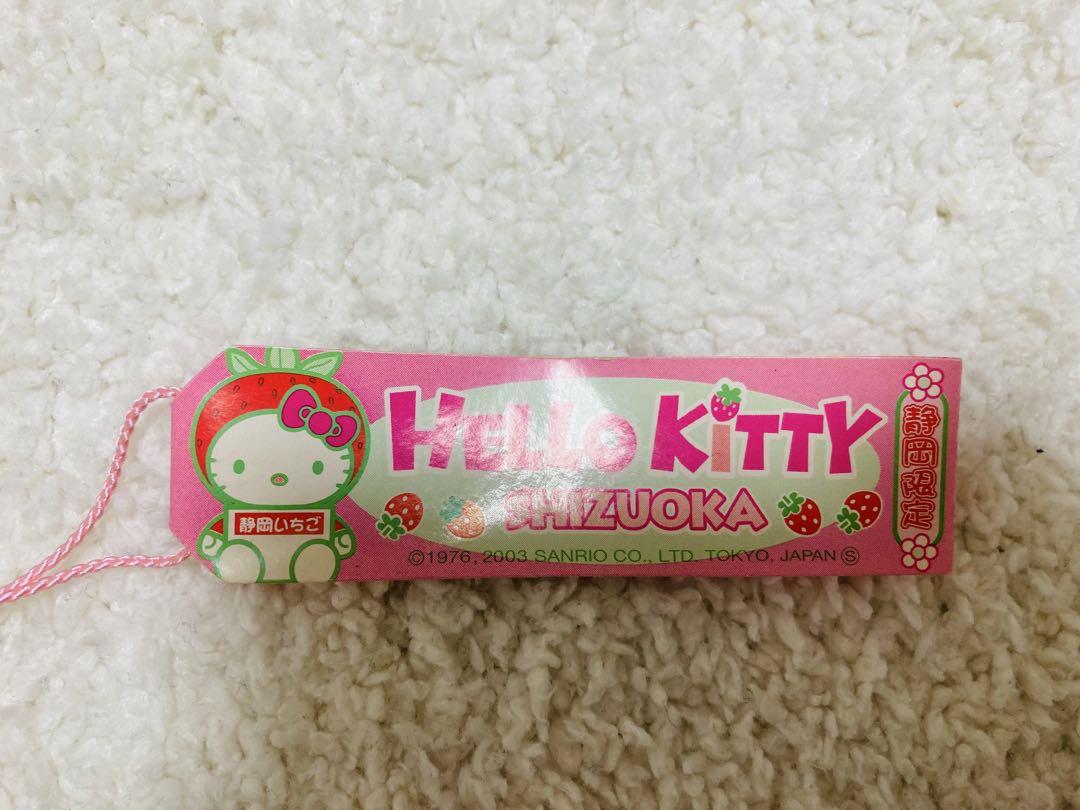 HELLO KITTY
SHIZUOKA
静岡いちご
©1976, 2003 SANRIO CO., LTD. TOKYO, JAPAN Ⓢ
静岡限定